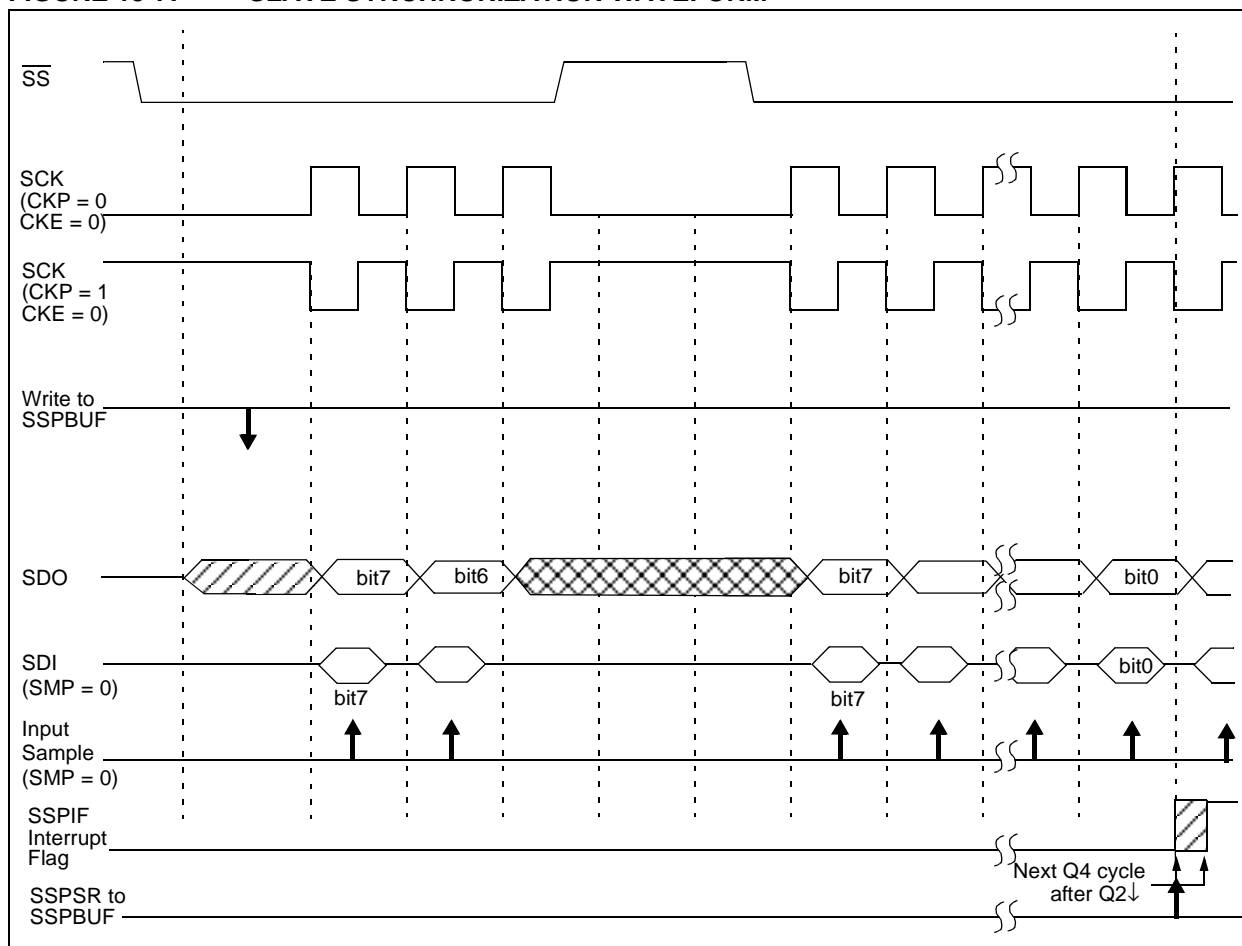 SS
SCK
(CKP = 0
CKE = 0)
SCK
(CKP = 1
CKE = 0)
Write to
SSPBUF
SDO
bit7
bit6
bit7
bit0
SDI
(SMP = 0)
bit7
bit7
bit0
Input
Sample
(SMP = 0)
SSPIF
Interrupt
Flag
Next Q4 cycle
after Q2↓
SSPSR to
SSPBUF